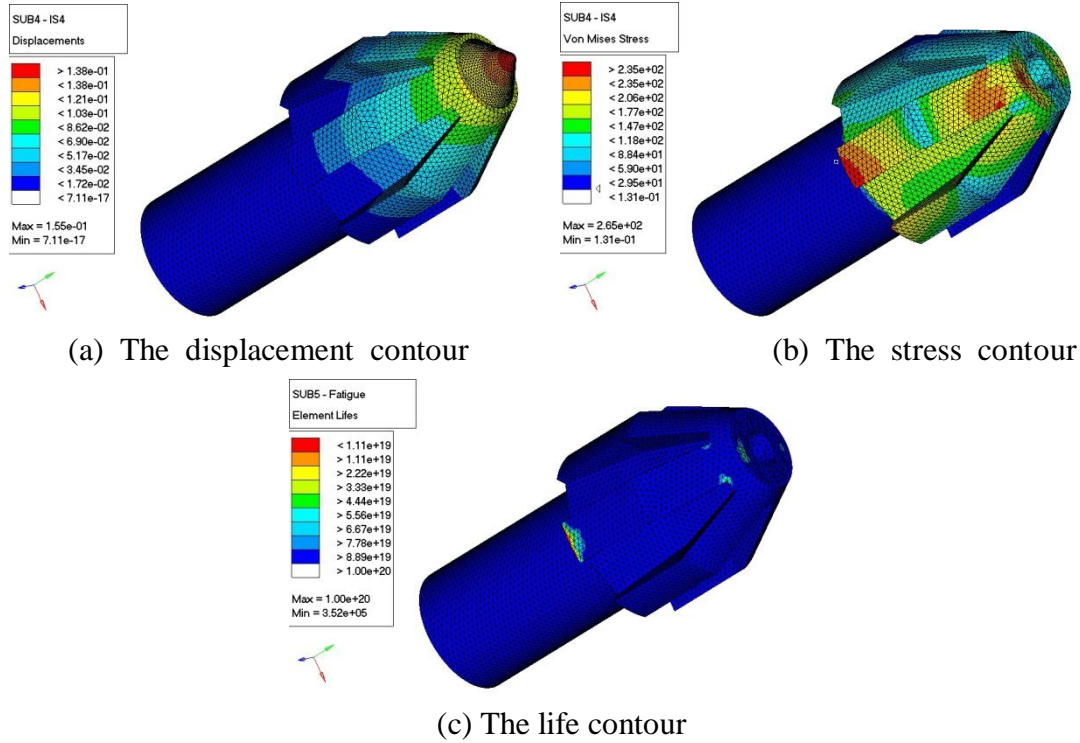 SUB4 - IS4
Displacements
> 1.38e-01
< 1.38e-01
< 1.21e-01
< 1.03e-01
< 8.62e-02
< 6.90e-02
< 5.17e-02
< 3.45e-02
< 1.72e-02
< 7.11e-17
Max = 1.55e-01
Min = 7.11e-17
SUB4 - IS4
Von Mises Stress
> 2.35e+02
< 2.35e+02
< 2.06e+02
< 1.77e+02
< 1.47e+02
< 1.18e+02
< 8.84e+01
< 5.90e+01
< 2.95e+01
< 1.31e-01
Max = 2.65e+02
Min = 1.31e-01
(a) The displacement contour
(b) The stress contour
SUB5 - Fatigue
Element Lifes
< 1.11e+19
> 1.11e+19
> 2.22e+19
> 3.33e+19
> 4.44e+19
> 5.56e+19
> 6.67e+19
> 7.78e+19
> 8.89e+19
> 1.00e+20
Max = 1.00e+20
Min = 3.52e+05
(c) The life contour